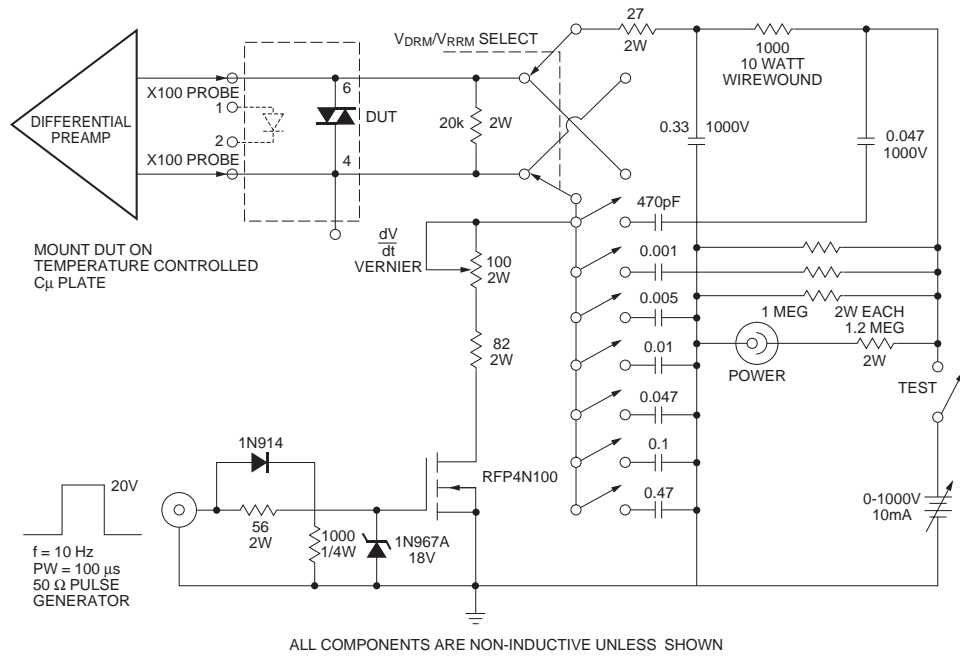 27
2W
VDRM/VRRM SELECT
1000
10 WATT
WIREWOUND
X100 PROBE
6
1
DIFFERENTIAL
PREAMP
DUT
20k
2W
0.33
1000V
0.047
1000V
2
X100 PROBE
4
470pF
MOUNT DUT ON
TEMPERATURE CONTROLLED
Cμ PLATE
dV
dt
VERNIER
100
2W
0.001
0.005
1 MEG
2W EACH
1.2 MEG
82
2W
0.01
POWER
2W
TEST
0.047
1N914
RFP4N100
0.1
20V
0-1000V
10mA
0.47
56
2W
1000
1/4W
1N967A
18V
f = 10 Hz
PW = 100 μs
50 Ω PULSE
GENERATOR
ALL COMPONENTS ARE NON-INDUCTIVE UNLESS SHOWN